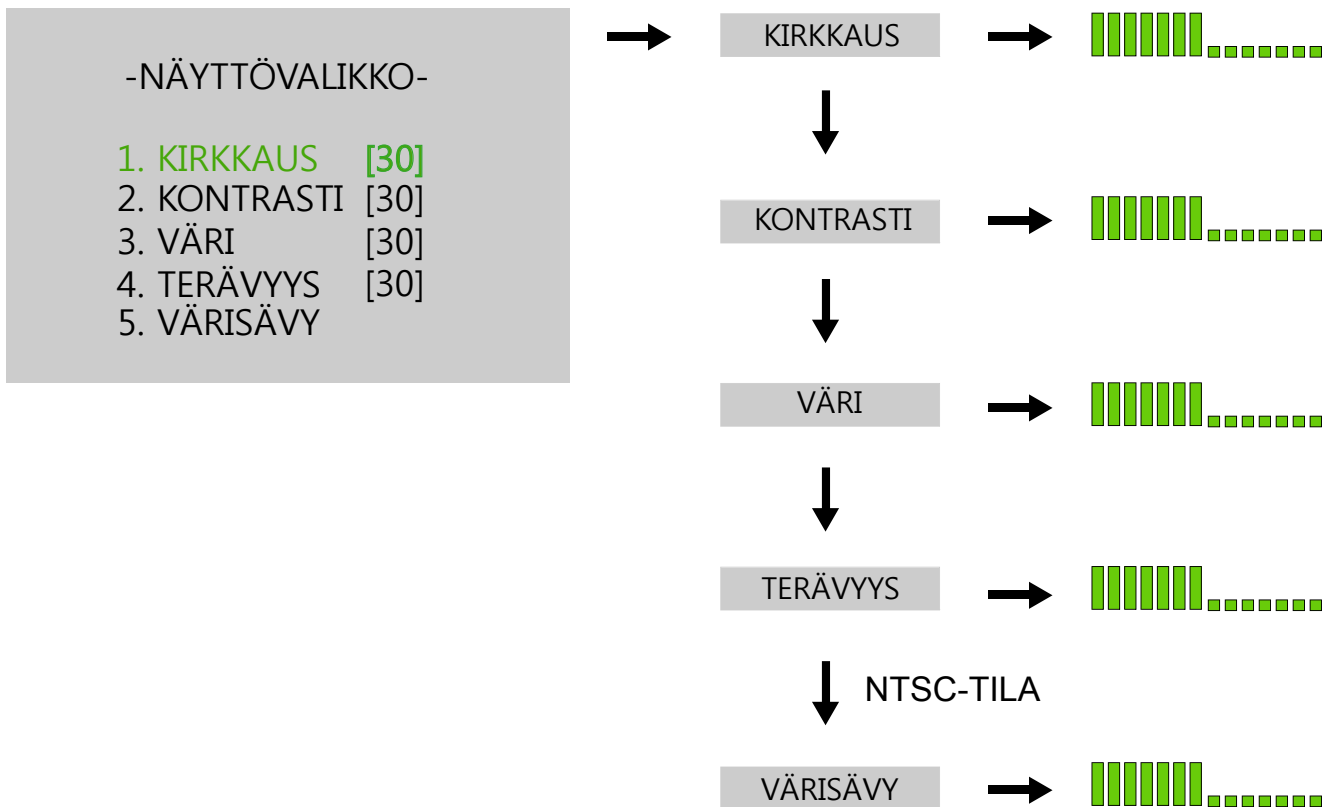 -NÄYTTÖVALIKKO-
1. KIRKKAUS [30]
2. KONTRASTI [30]
3. VÄRI [30]
4. TERÄVYYS [30]
5. VÄRISÄVY
KIRKKAUS
KONTRASTI
VÄRI
TERÄVYYS
NTSC-TILA
VÄRISÄVY